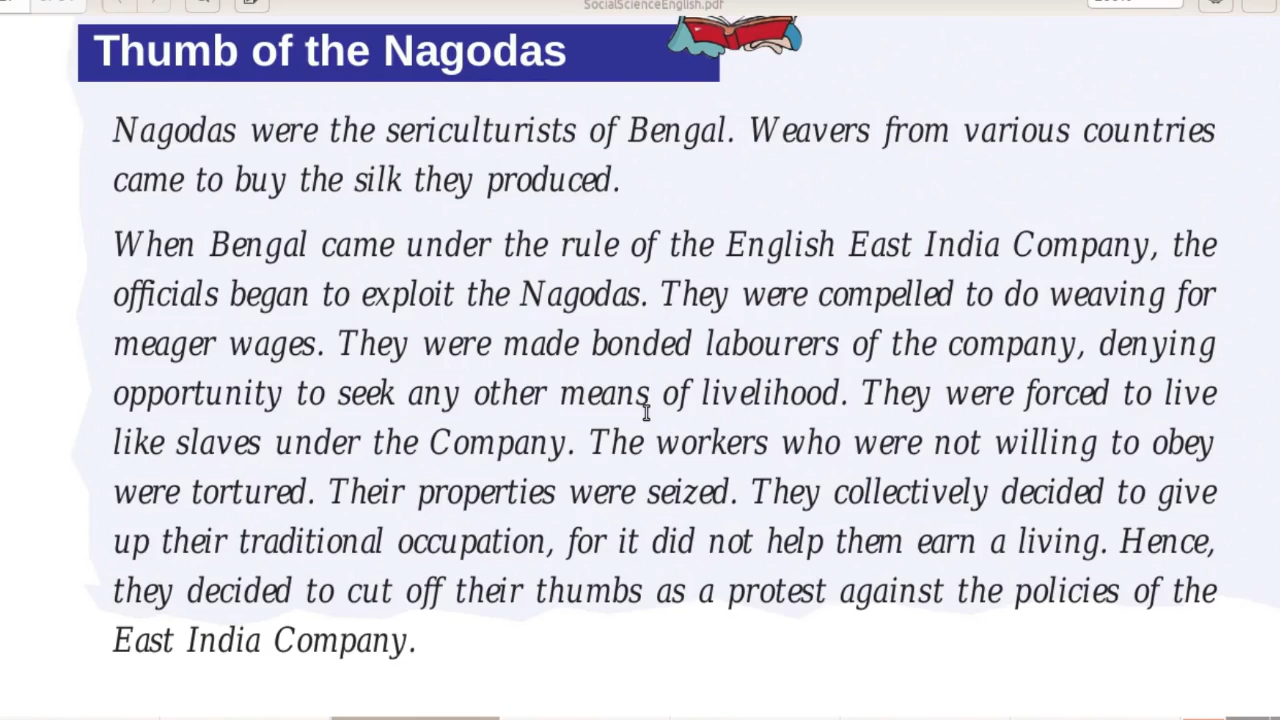 SocialScienceEnglish.pdf
Thumb of the Nagodas
Nagodas were the sericulturists of Bengal. Weavers from various countries
came to buy the silk they produced.
When Bengal came under the rule of the English East India Company, the
officials began to exploit the Nagodas. They were compelled to do weaving for
meager wages. They were made bonded labourers of the company, denying
opportunity to seek any other means of livelihood. They were forced to live
like slaves under the Company. The workers who were not willing to obey
were tortured. Their properties were seized. They collectively decided to give
up their traditional occupation, for it did not help them earn a living. Hence,
they decided to cut off their thumbs as a protest against the policies of the
East India Company.